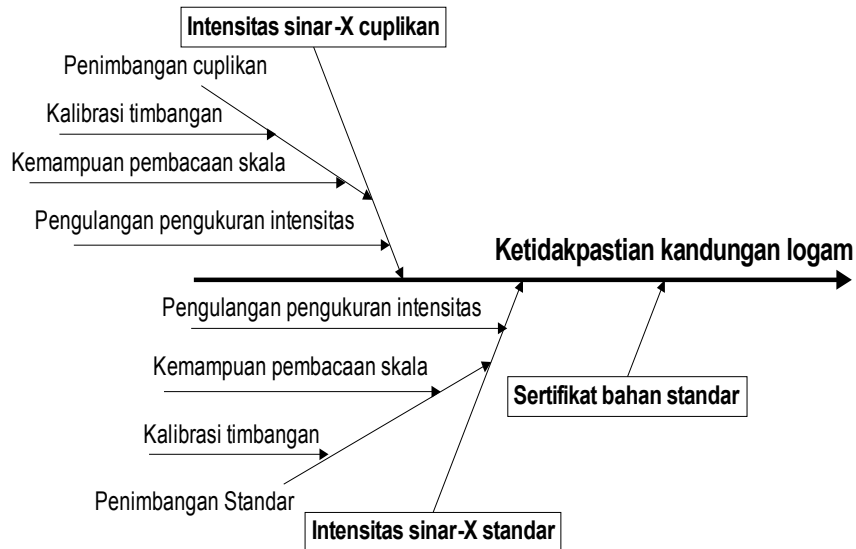 Intensitas sinar-X cuplikan
Penimbangan cuplikan
Kalibrasi timbangan
Kemampuan pembacaan skala
Pengulangan pengukuran intensitas
Ketidakpastian kandungan logam
Pengulangan pengukuran intensitas
Kemampuan pembacaan skala
Sertifikat bahan standar
Kalibrasi timbangan
Penimbangan Standar
Intensitas sinar-X standar